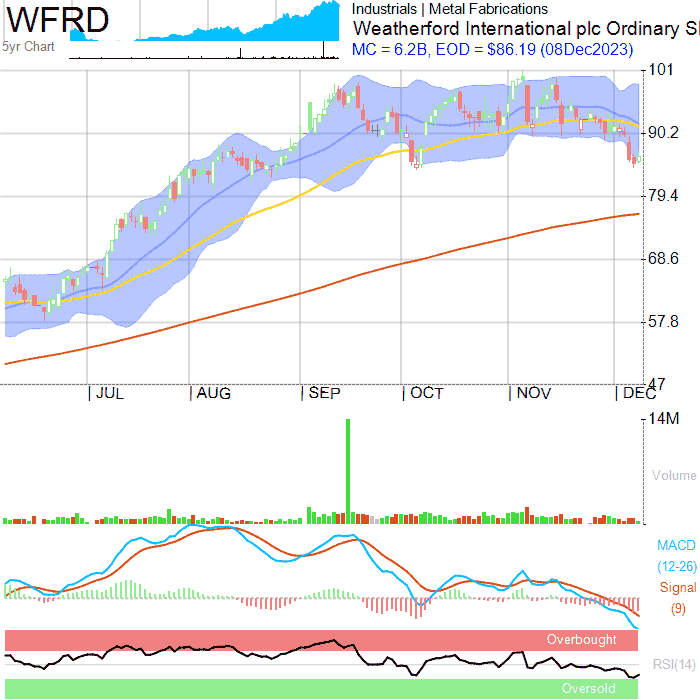 WFRD
5yr Chart
Industrials | Metal Fabrications
Weatherford International plc Ordinary
MC = 6.2B, EOD = $86.19 (08Dec2023)
101
90.2
79.4
68.6
57.8
47
JUL
AUG
SEP
OCT
NOV
DEC
14M
Volume
MACD
(12-26)
Signal
(9)
Overbought
RSI(14)
Oversold